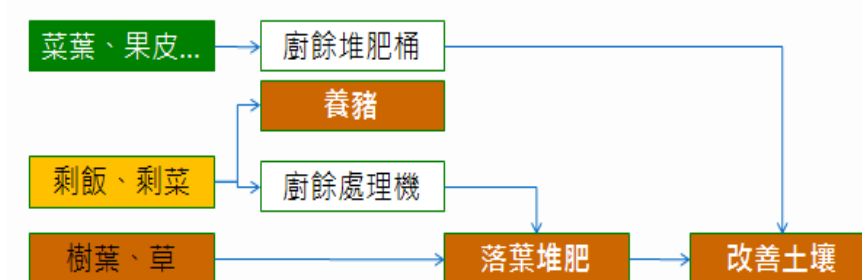 菜葉、果皮...
廚餘堆肥桶
養豬
剩飯、剩菜
廚餘處理機
樹葉、草
落葉堆肥
改善土壤